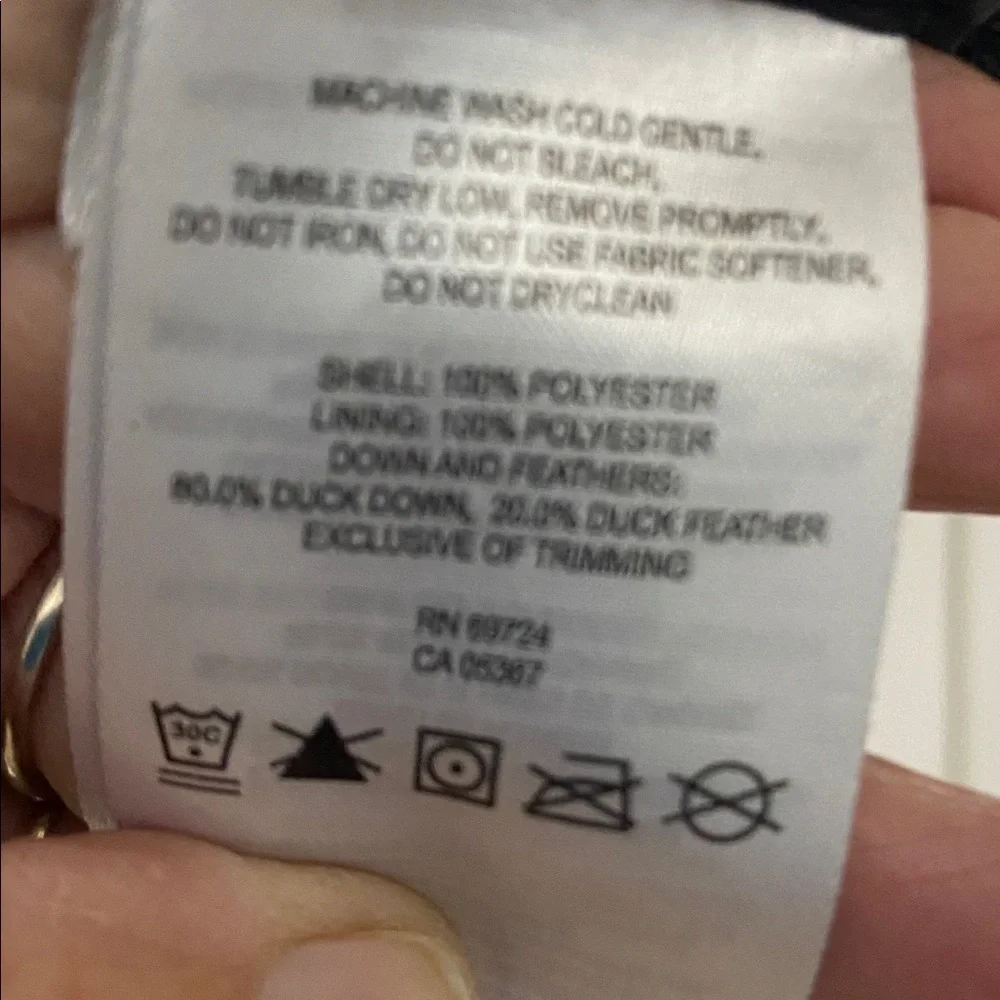 MACHINE WASH COLD GENTLE.
DO NOT BLEACH.
TUMBLE DRY LOW, REMOVE PROMPTLY.
DO NOT IRON, DO NOT USE FABRIC SOFTENER.
DO NOT DRYCLEAN
SHELL: 100% POLYESTER
LINING: 100% POLYESTER
DOWN AND FEATHERS:
80.0% DUCK DOWN, 20.0% DUCK FEATHER
EXCLUSIVE OF TRIMMING
RN 69724
CA 05367
30C